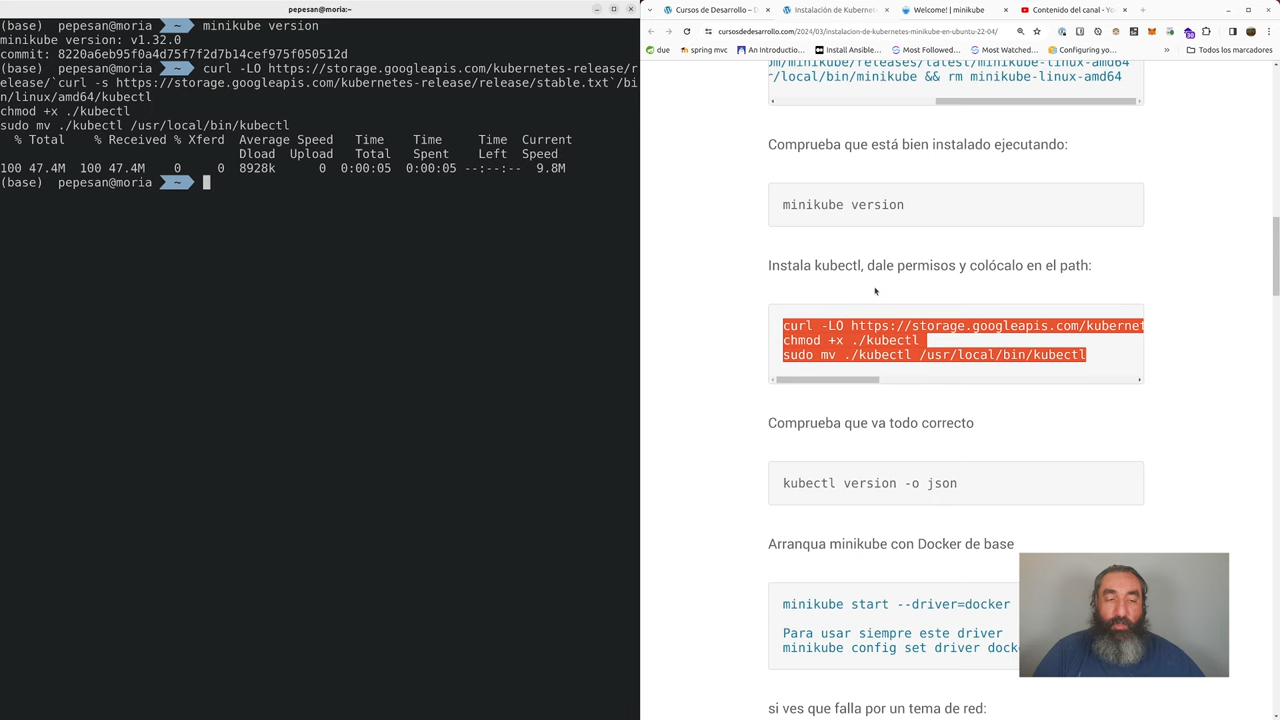 pepesan@moria:~
(base) pepesan@moria ~ minikube version
minikube version: v1.32.0
commit: 8220a6eb95f0a4d75f7f2d7b14cef975f050512d
(base) pepesan@moria ~ curl -LO https://storage.googleapis.com/kubernetes-release/r
elease/`curl -s https://storage.googleapis.com/kubernetes-release/release/stable.txt`/bi
n/linux/amd64/kubectl
chmod +x ./kubectl
sudo mv ./kubectl /usr/local/bin/kubectl
% Total % Received % Xferd Average Speed Time Time Time Current
Dload Upload Total Spent Left Speed
100 47.4M 100 47.4M 0 0 8928k 0 0:00:05 0:00:05 --:--:-- 9.8M
(base) pepesan@moria ~
Cursos de Desarrollo – Instalación de Kubernet Welcome! | minikube Contenido del canal - You
cursosdedesarrollo.com/2024/03/instalacion-de-kubernetes-minikube-en-ubuntu-22-04/
due spring mvc An Introductio... Install Ansible... Most Followed... Most Watched... Configuring yo... » Todos los marcadores
om/minikube/releases/latest/minikube-linux-amd64
r/local/bin/minikube && rm minikube-linux-amd64
Comprueba que está bien instalado ejecutando:
minikube version
Instala kubectl, dale permisos y colócalo en el path:
curl -LO https://storage.googleapis.com/kubernet
chmod +x ./kubectl
sudo mv ./kubectl /usr/local/bin/kubectl
Comprueba que va todo correcto
kubectl version -o json
Arranqua minikube con Docker de base
minikube start --driver=docker
Para usar siempre este driver
minikube config set driver dock
si ves que falla por un tema de red: